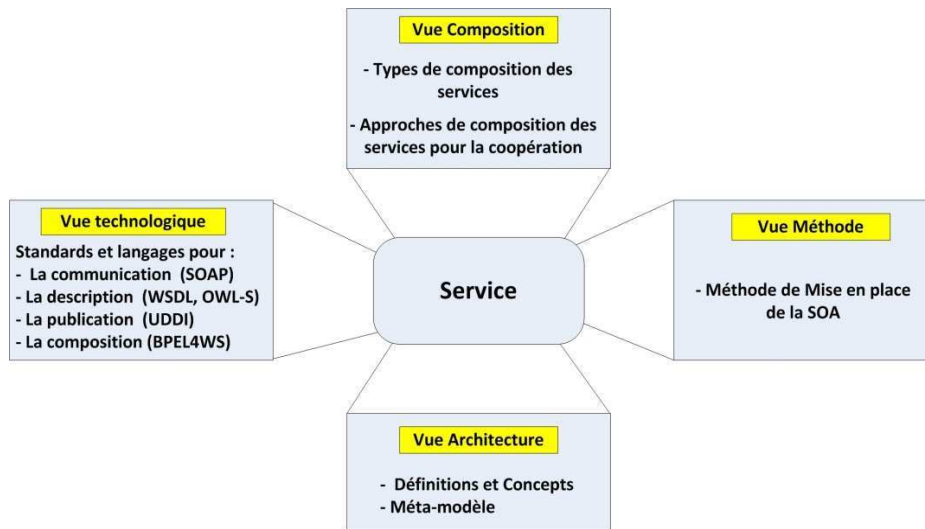 Vue Composition
- Types de composition des
services
- Approches de composition des
services pour la coopération
Vue technologique
Standards et langages pour :
- La communication (SOAP)
- La description (WSDL, OWL-S)
- La publication (UDDI)
- La composition (BPEL4WS)
Service
Vue Méthode
- Méthode de Mise en place
de la SOA
Vue Architecture
- Définitions et Concepts
- Méta-modèle